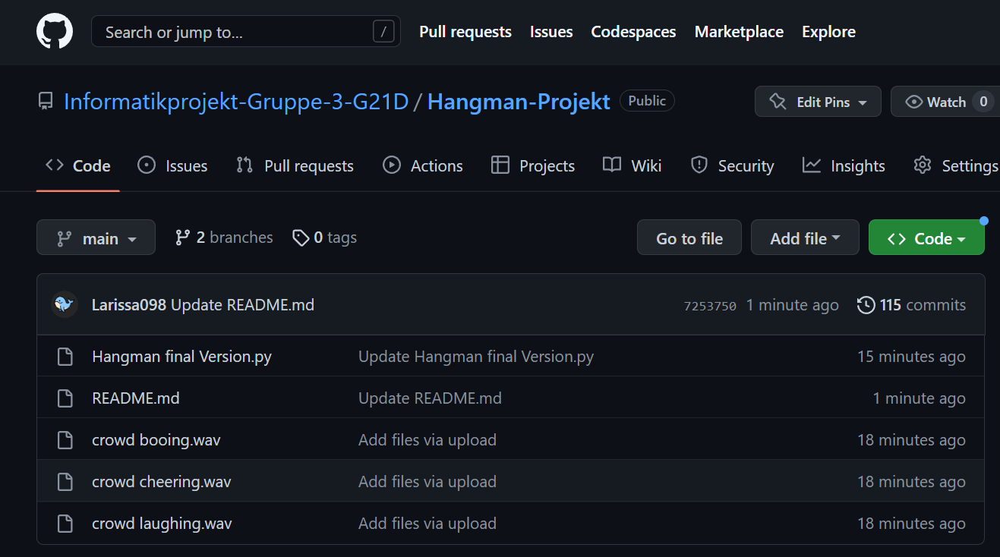 Search or jump to... / Pull requests Issues Codespaces Marketplace Explore
Informatikprojekt-Gruppe-3-G21D / Hangman-Projekt Public Edit Pins Watch 0
Code Issues Pull requests Actions Projects Wiki Security Insights Settings
main 2 branches 0 tags Go to file Add file Code
Larissa098 Update README.md 7253750 1 minute ago 115 commits
Hangman final Version.py Update Hangman final Version.py 15 minutes ago
README.md Update README.md 1 minute ago
crowd booing.wav Add files via upload 18 minutes ago
crowd cheering.wav Add files via upload 18 minutes ago
crowd laughing.wav Add files via upload 18 minutes ago